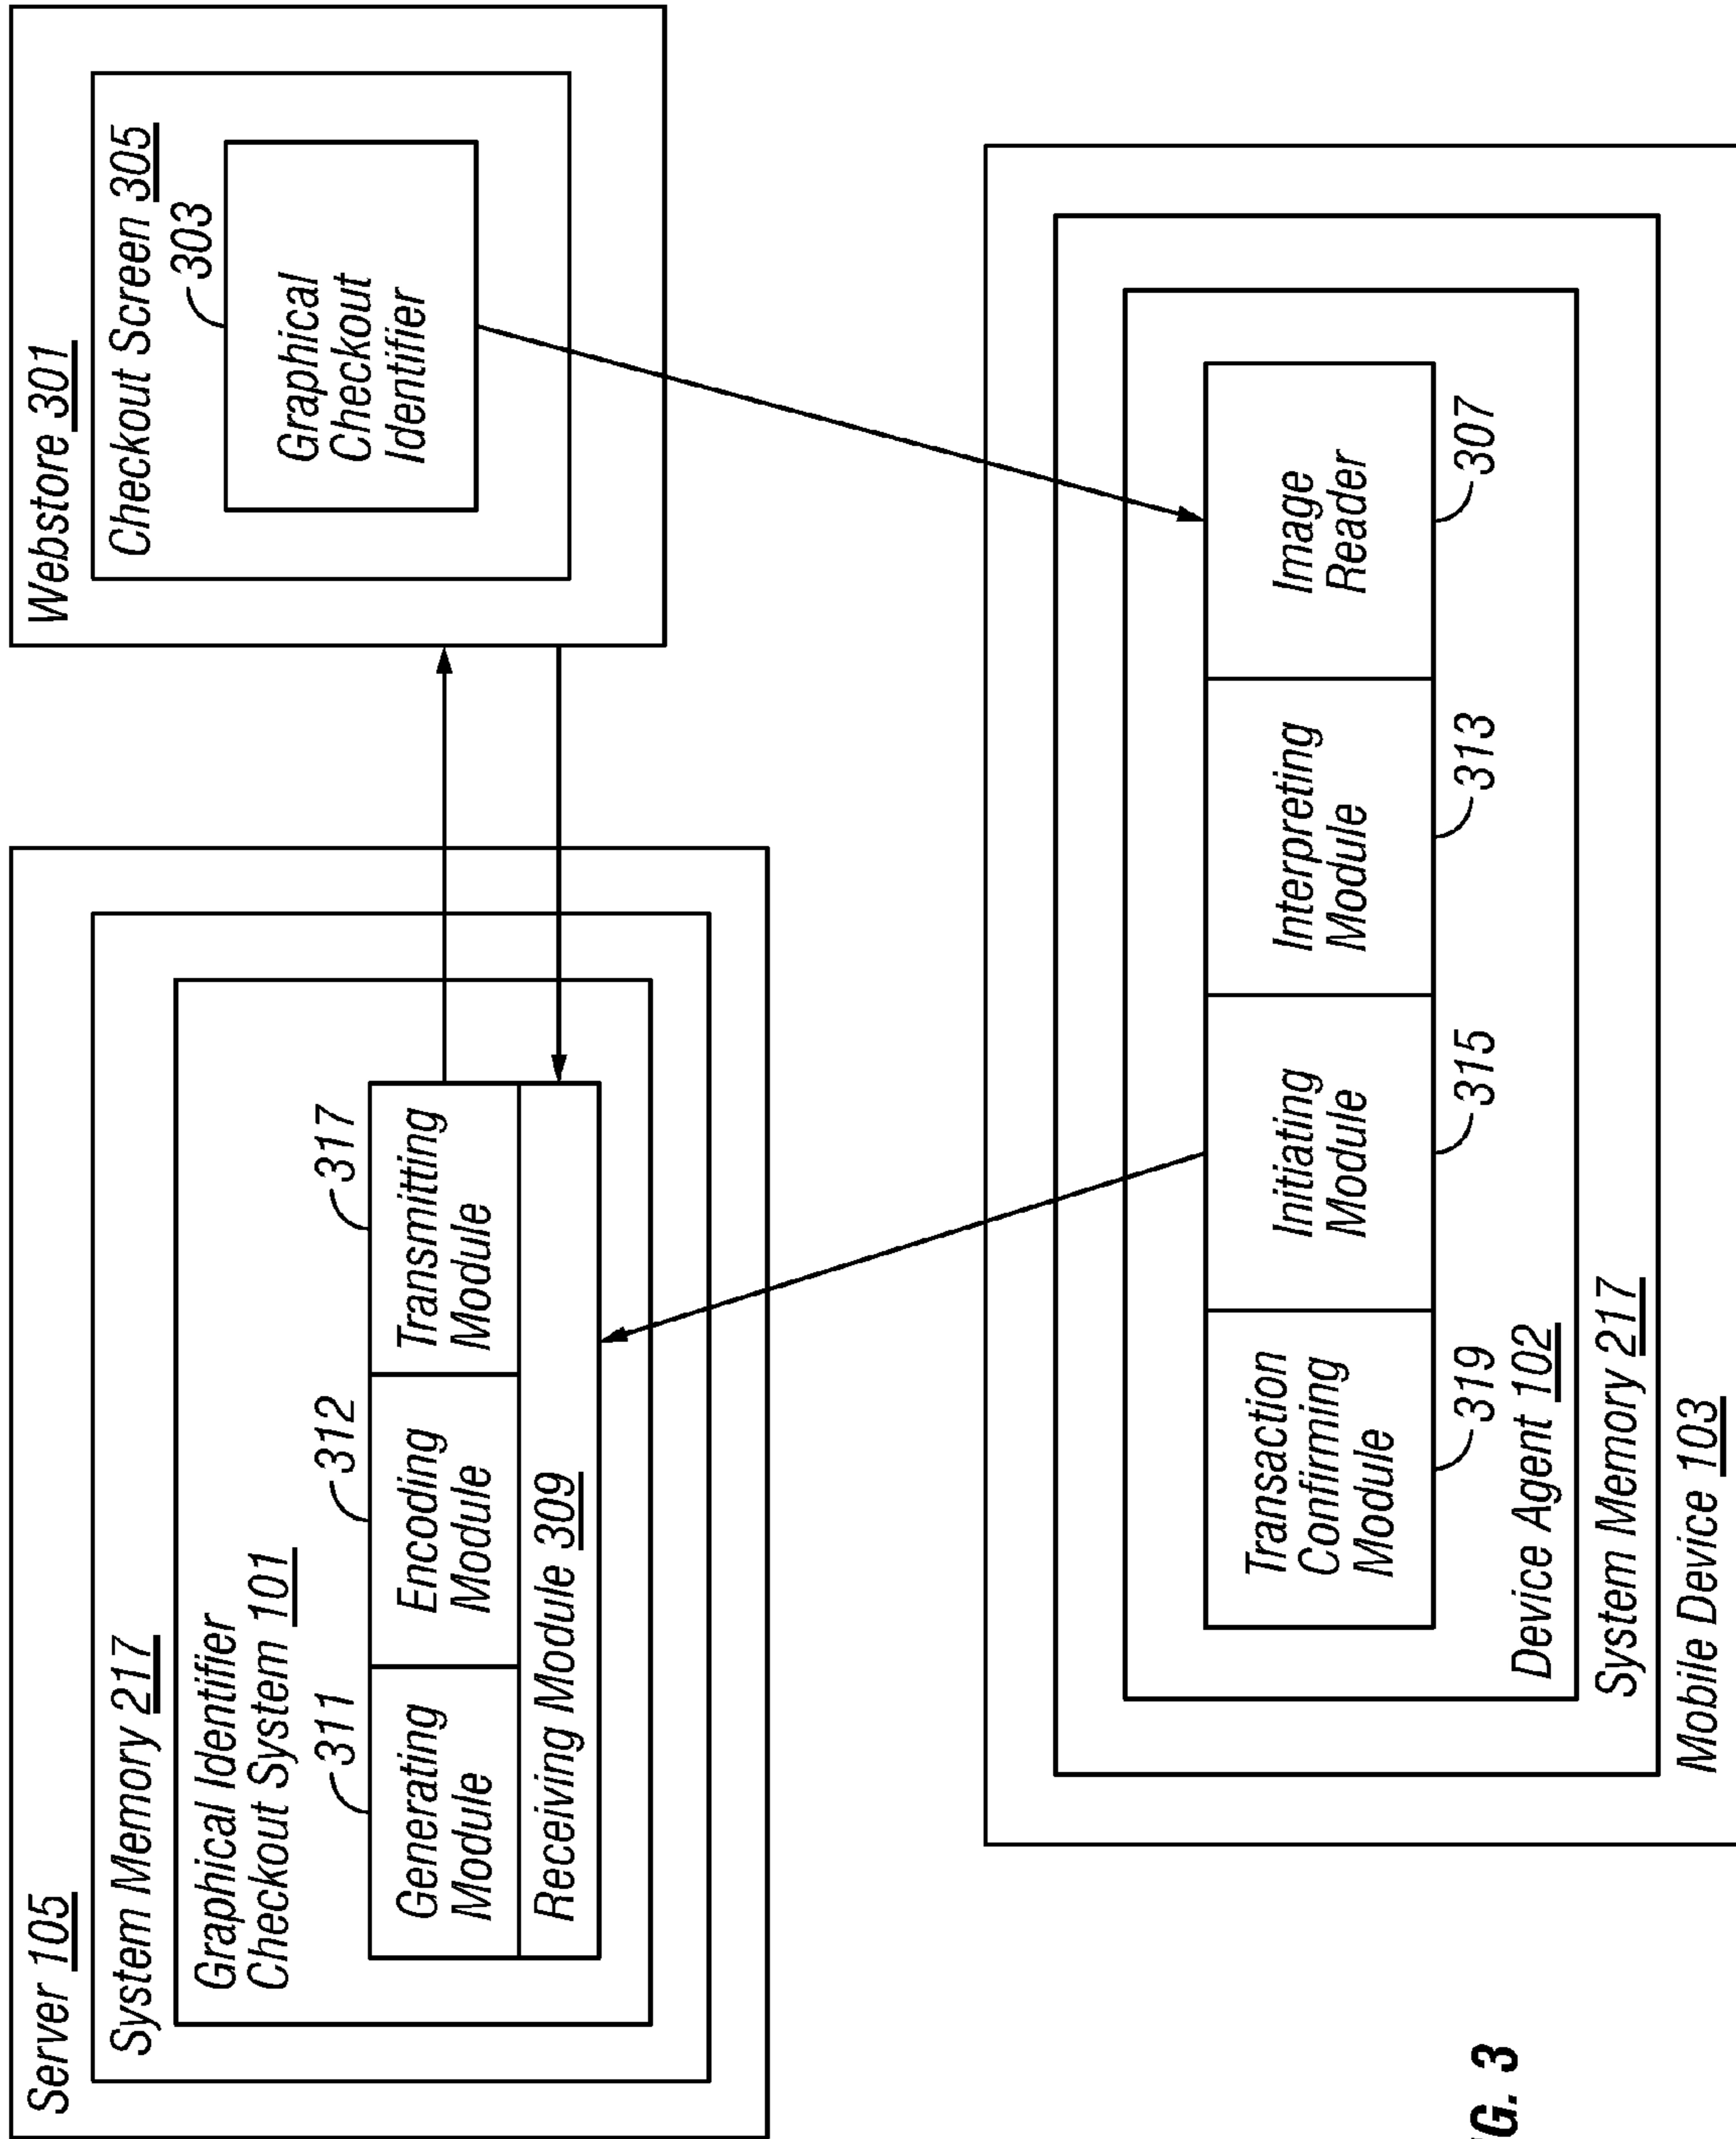 Server 105
System Memory 217
Graphical Identifier
Checkout System 101
311
312
317
Generating
Module
Encoding
Module
Transmitting
Module
Receiving Module 309
Webstore 301
Checkout Screen 305
303
Graphical
Checkout
Identifier
Transaction
Confirming
Module
Initiating
Module
Interpreting
Module
Image
Reader
319
315
313
307
Device Agent 102
System Memory 217
Mobile Device 103
G. 3